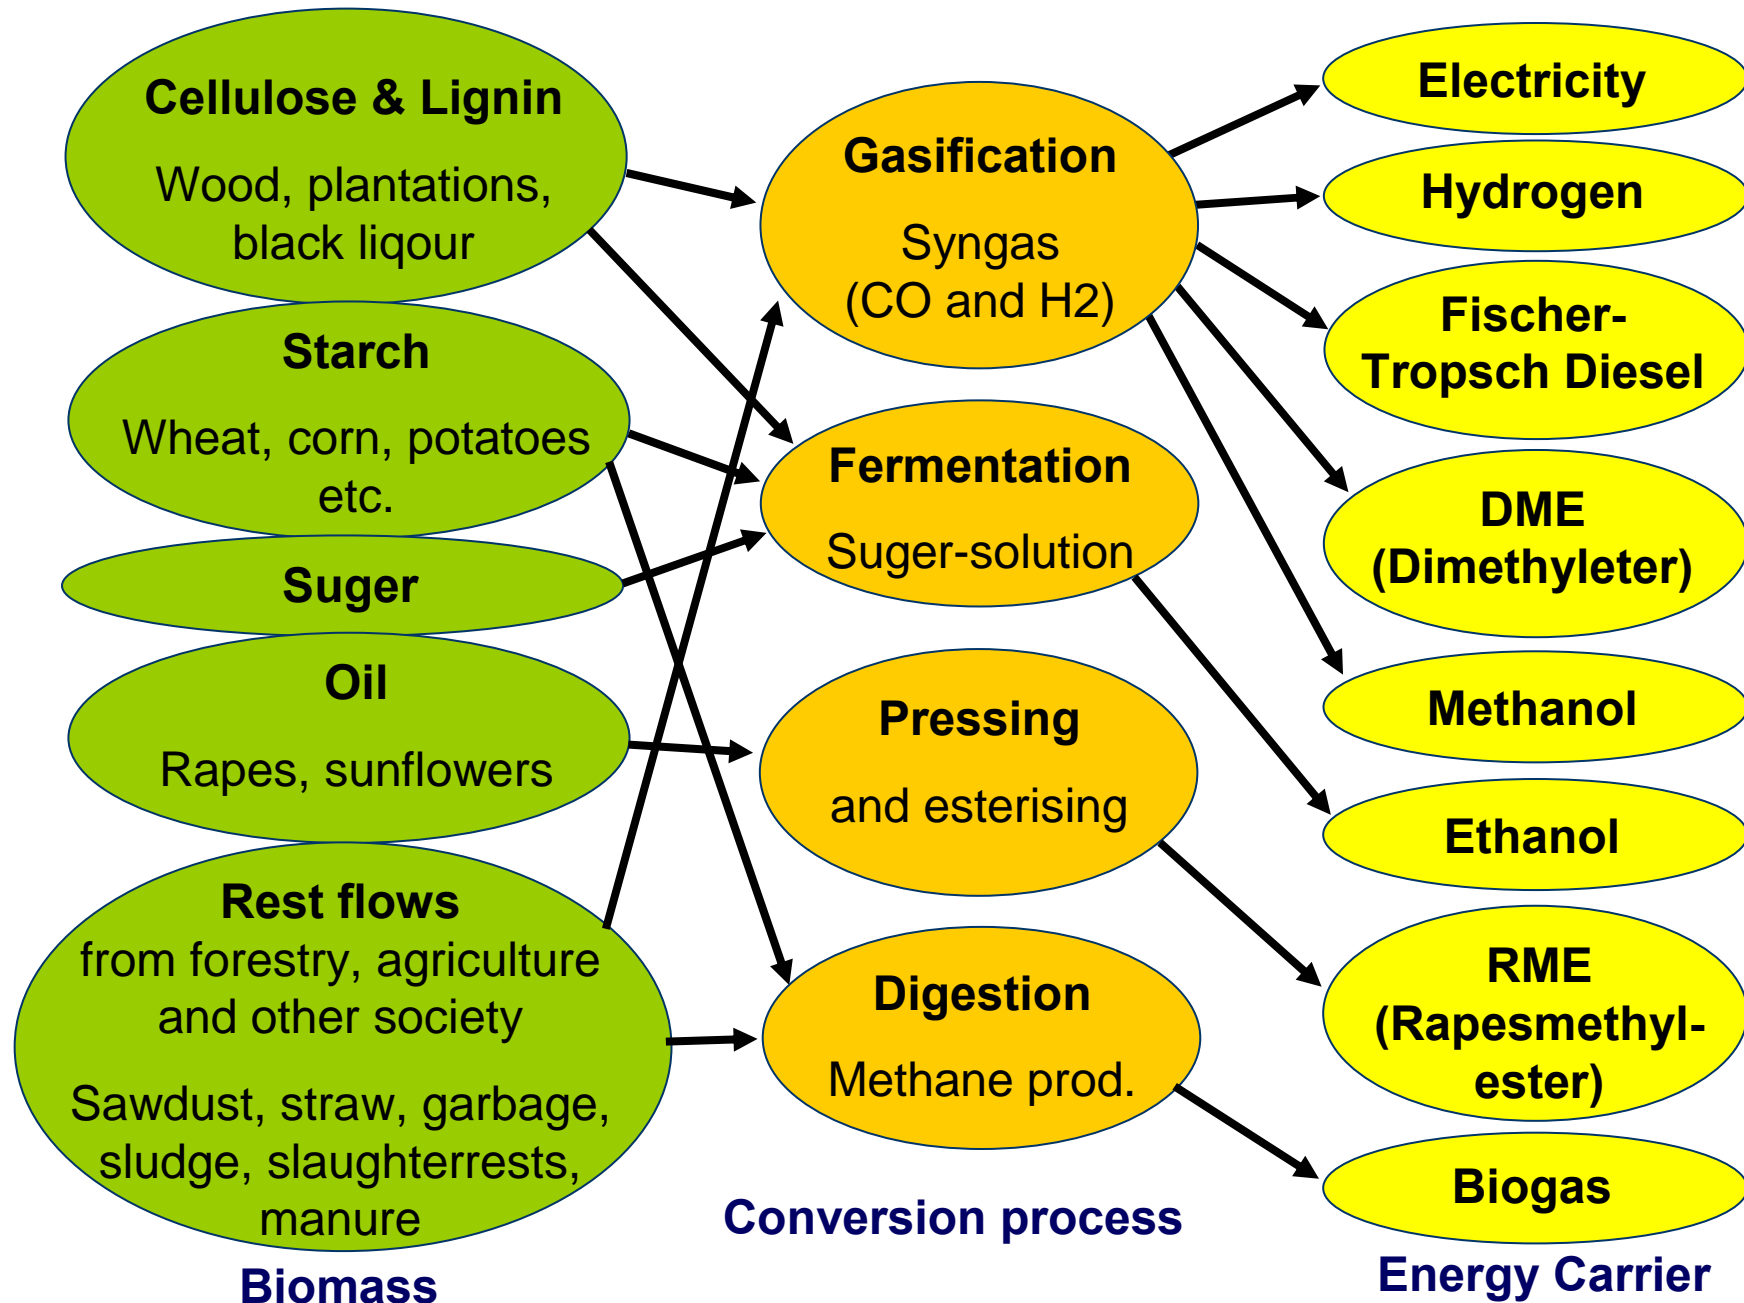 Cellulose & Lignin
Wood, plantations,
black liqour
Starch
Wheat, corn, potatoes
etc.
Suger
Oil
Rapes, sunflowers
Rest flows
from forestry, agriculture
and other society
Sawdust, straw, garbage,
sludge, slaughterrests,
manure
Biomass
Gasification
Syngas
(CO and H2)
Fermentation
Suger-solution
Pressing
and esterising
Digestion
Methane prod.
Conversion process
Electricity
Hydrogen
Fischer-
Tropsch Diesel
DME
(Dimethyleter)
Methanol
Ethanol
RME
(Rapesmethyl-
ester)
Biogas
Energy Carrier